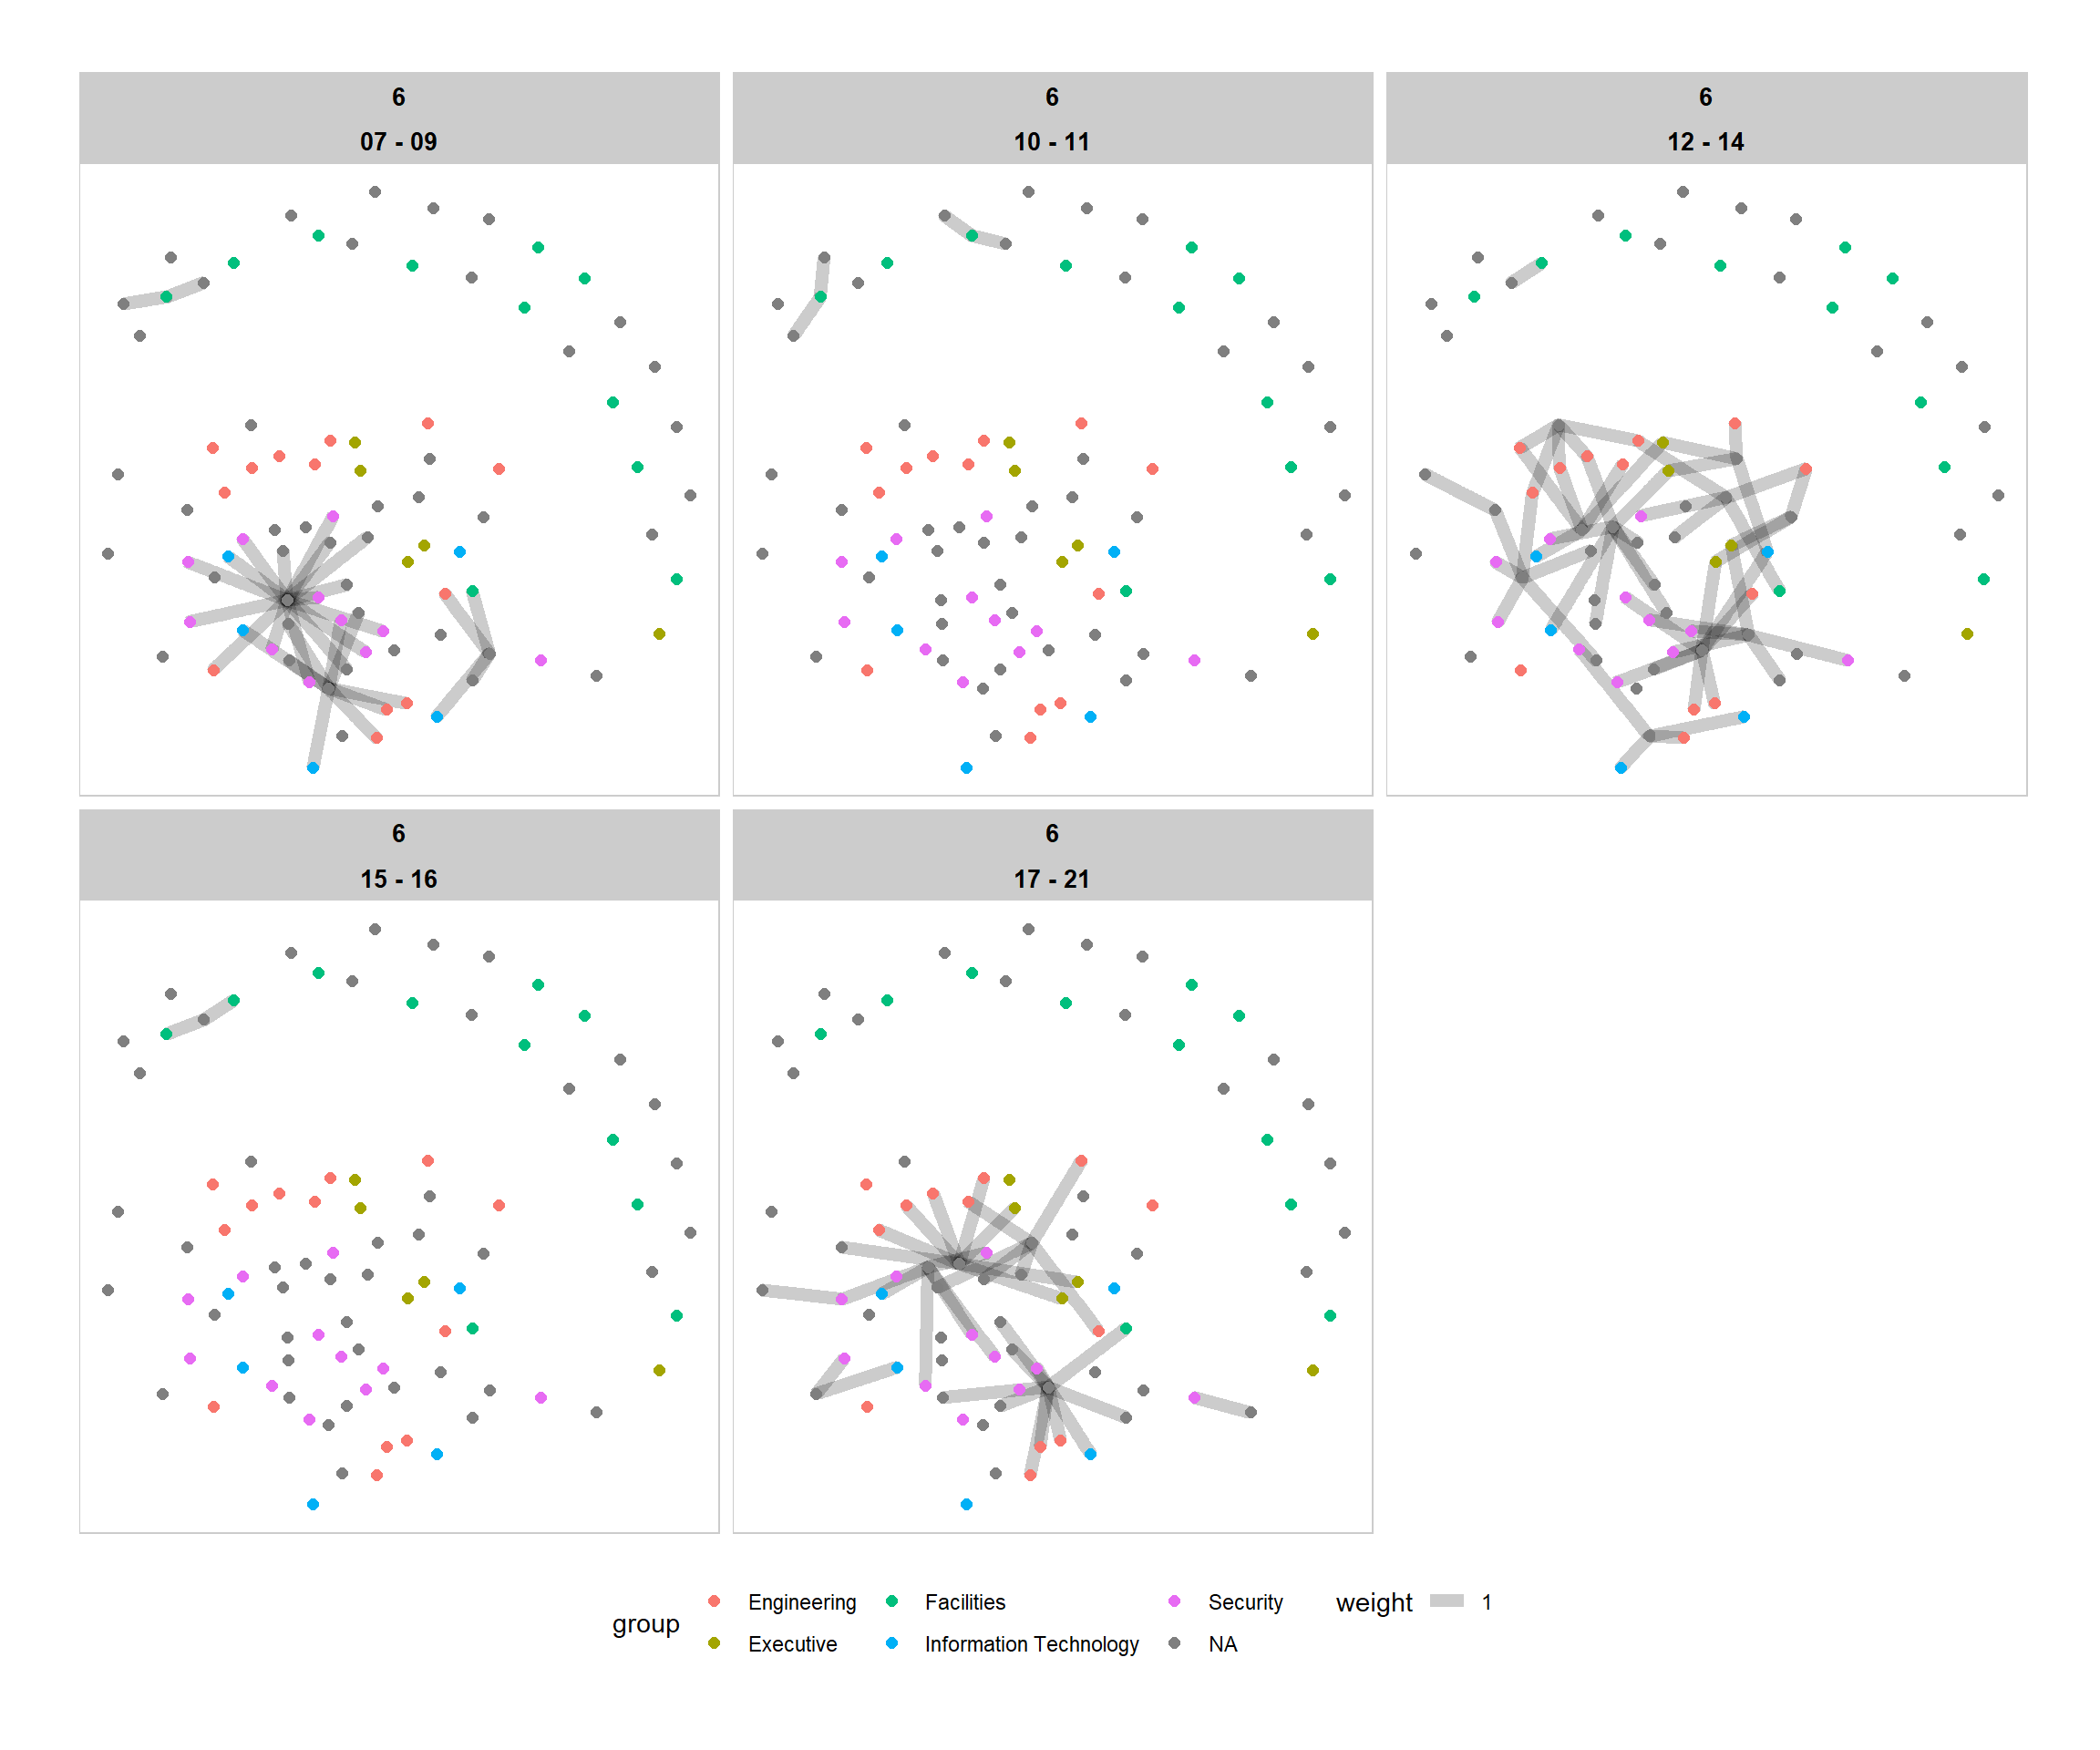 6
07 - 09
6
10 - 11
6
12 - 14
6
15 - 16
6
17 - 21
group
Engineering
Facilities
Security
Executive
Information Technology
NA
weight
1